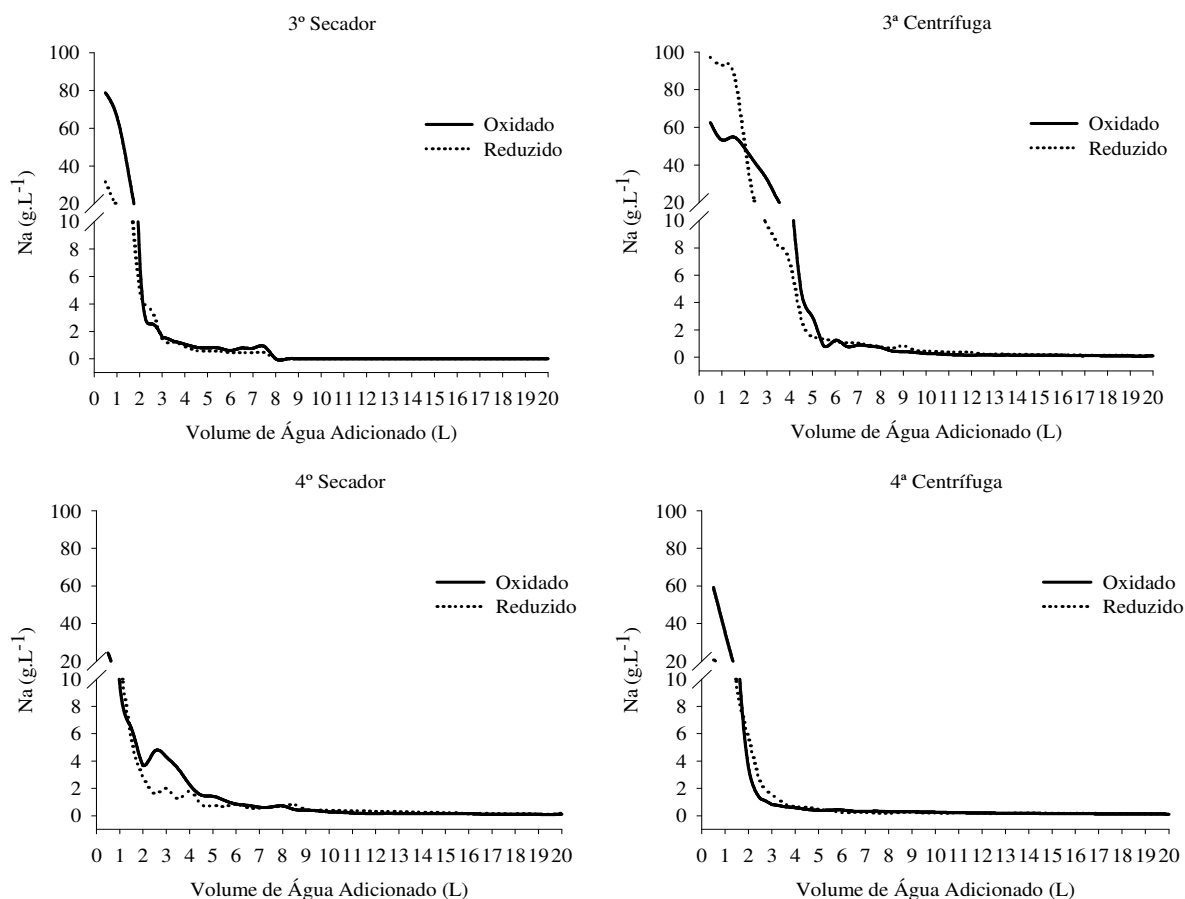 3º Secador
100
80
60
40
20
10
8
6
4
2
0
Na (g.L-1)
Oxidado
Reduzido
0 1 2 3 4 5 6 7 8 9 10 11 12 13 14 15 16 17 18 19 20
Volume de Água Adicionado (L)
3ª Centrífuga
100
80
60
40
20
10
8
6
4
2
0
Na (g.L-1)
Oxidado
Reduzido
0 1 2 3 4 5 6 7 8 9 10 11 12 13 14 15 16 17 18 19 20
Volume de Água Adicionado (L)
4º Secador
100
80
60
40
20
10
8
6
4
2
0
Na (g.L-1)
Oxidado
Reduzido
0 1 2 3 4 5 6 7 8 9 10 11 12 13 14 15 16 17 18 19 20
Volume de Água Adicionado (L)
4ª Centrífuga
100
80
60
40
20
10
8
6
4
2
0
Na (g.L-1)
Oxidado
Reduzido
0 1 2 3 4 5 6 7 8 9 10 11 12 13 14 15 16 17 18 19 20
Volume de Água Adicionado (L)